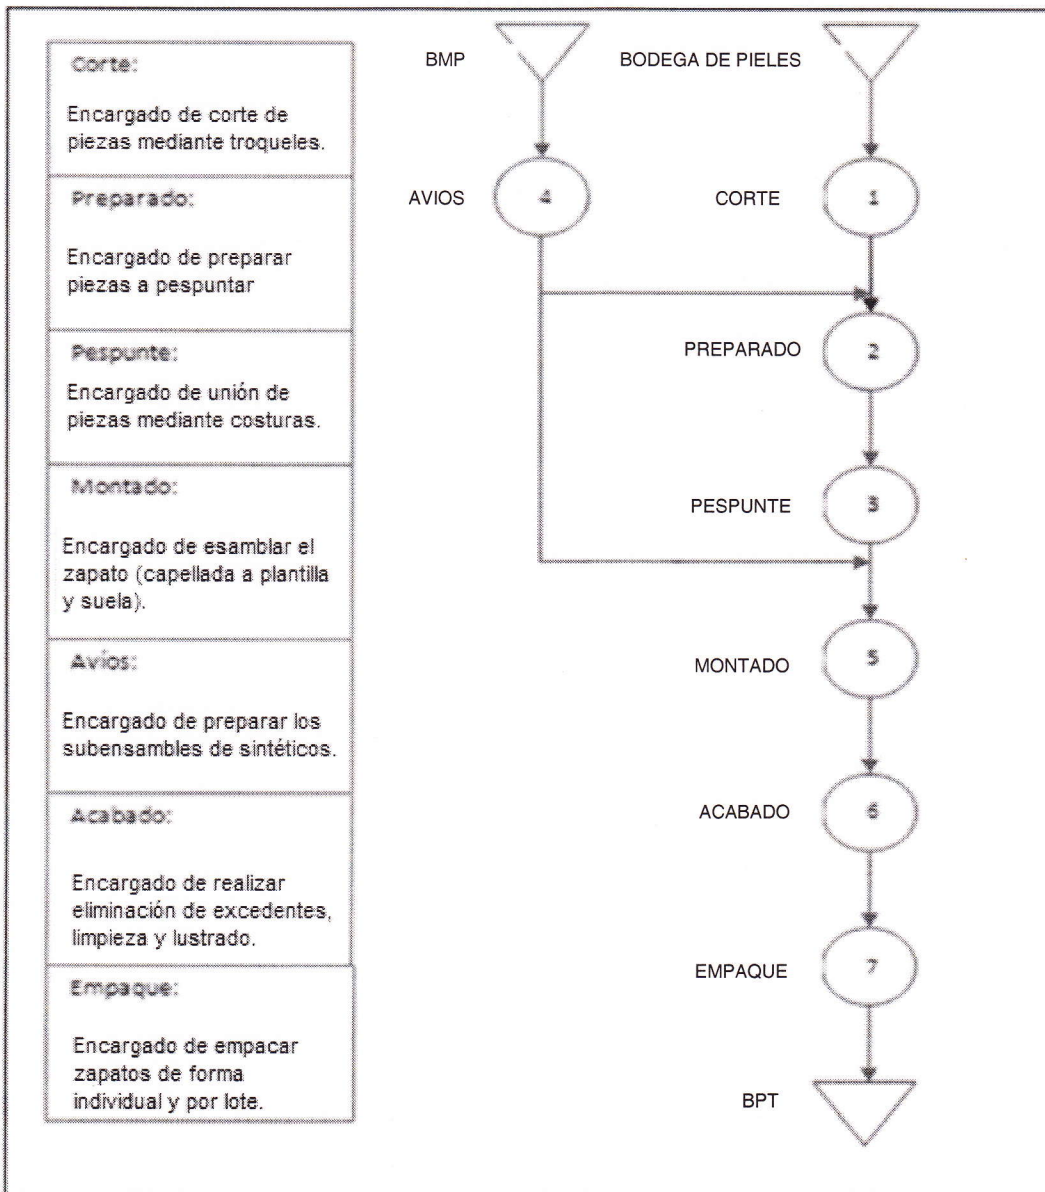 Corte:
Encargado de corte de
piezas mediante troqueles.
Preparado:
Encargado de preparar
piezas a pespuntar
Pespunte:
Encargado de unión de
piezas mediante costuras.
Montado:
Encargado de esamblar el
zapato (capellada a plantilla
y suela).
Avíos:
Encargado de preparar los
subensambles de sintéticos.
Acabado:
Encargado de realizar
eliminación de excedentes,
limpieza y lustrado.
Empaque:
Encargado de empacar
zapatos de forma
individual y por lote.
BMP
BODEGA DE PIELES
AVIOS
4
CORTE
1
PREPARADO
2
PESPUNTE
3
MONTADO
5
ACABADO
6
EMPAQUE
7
BPT